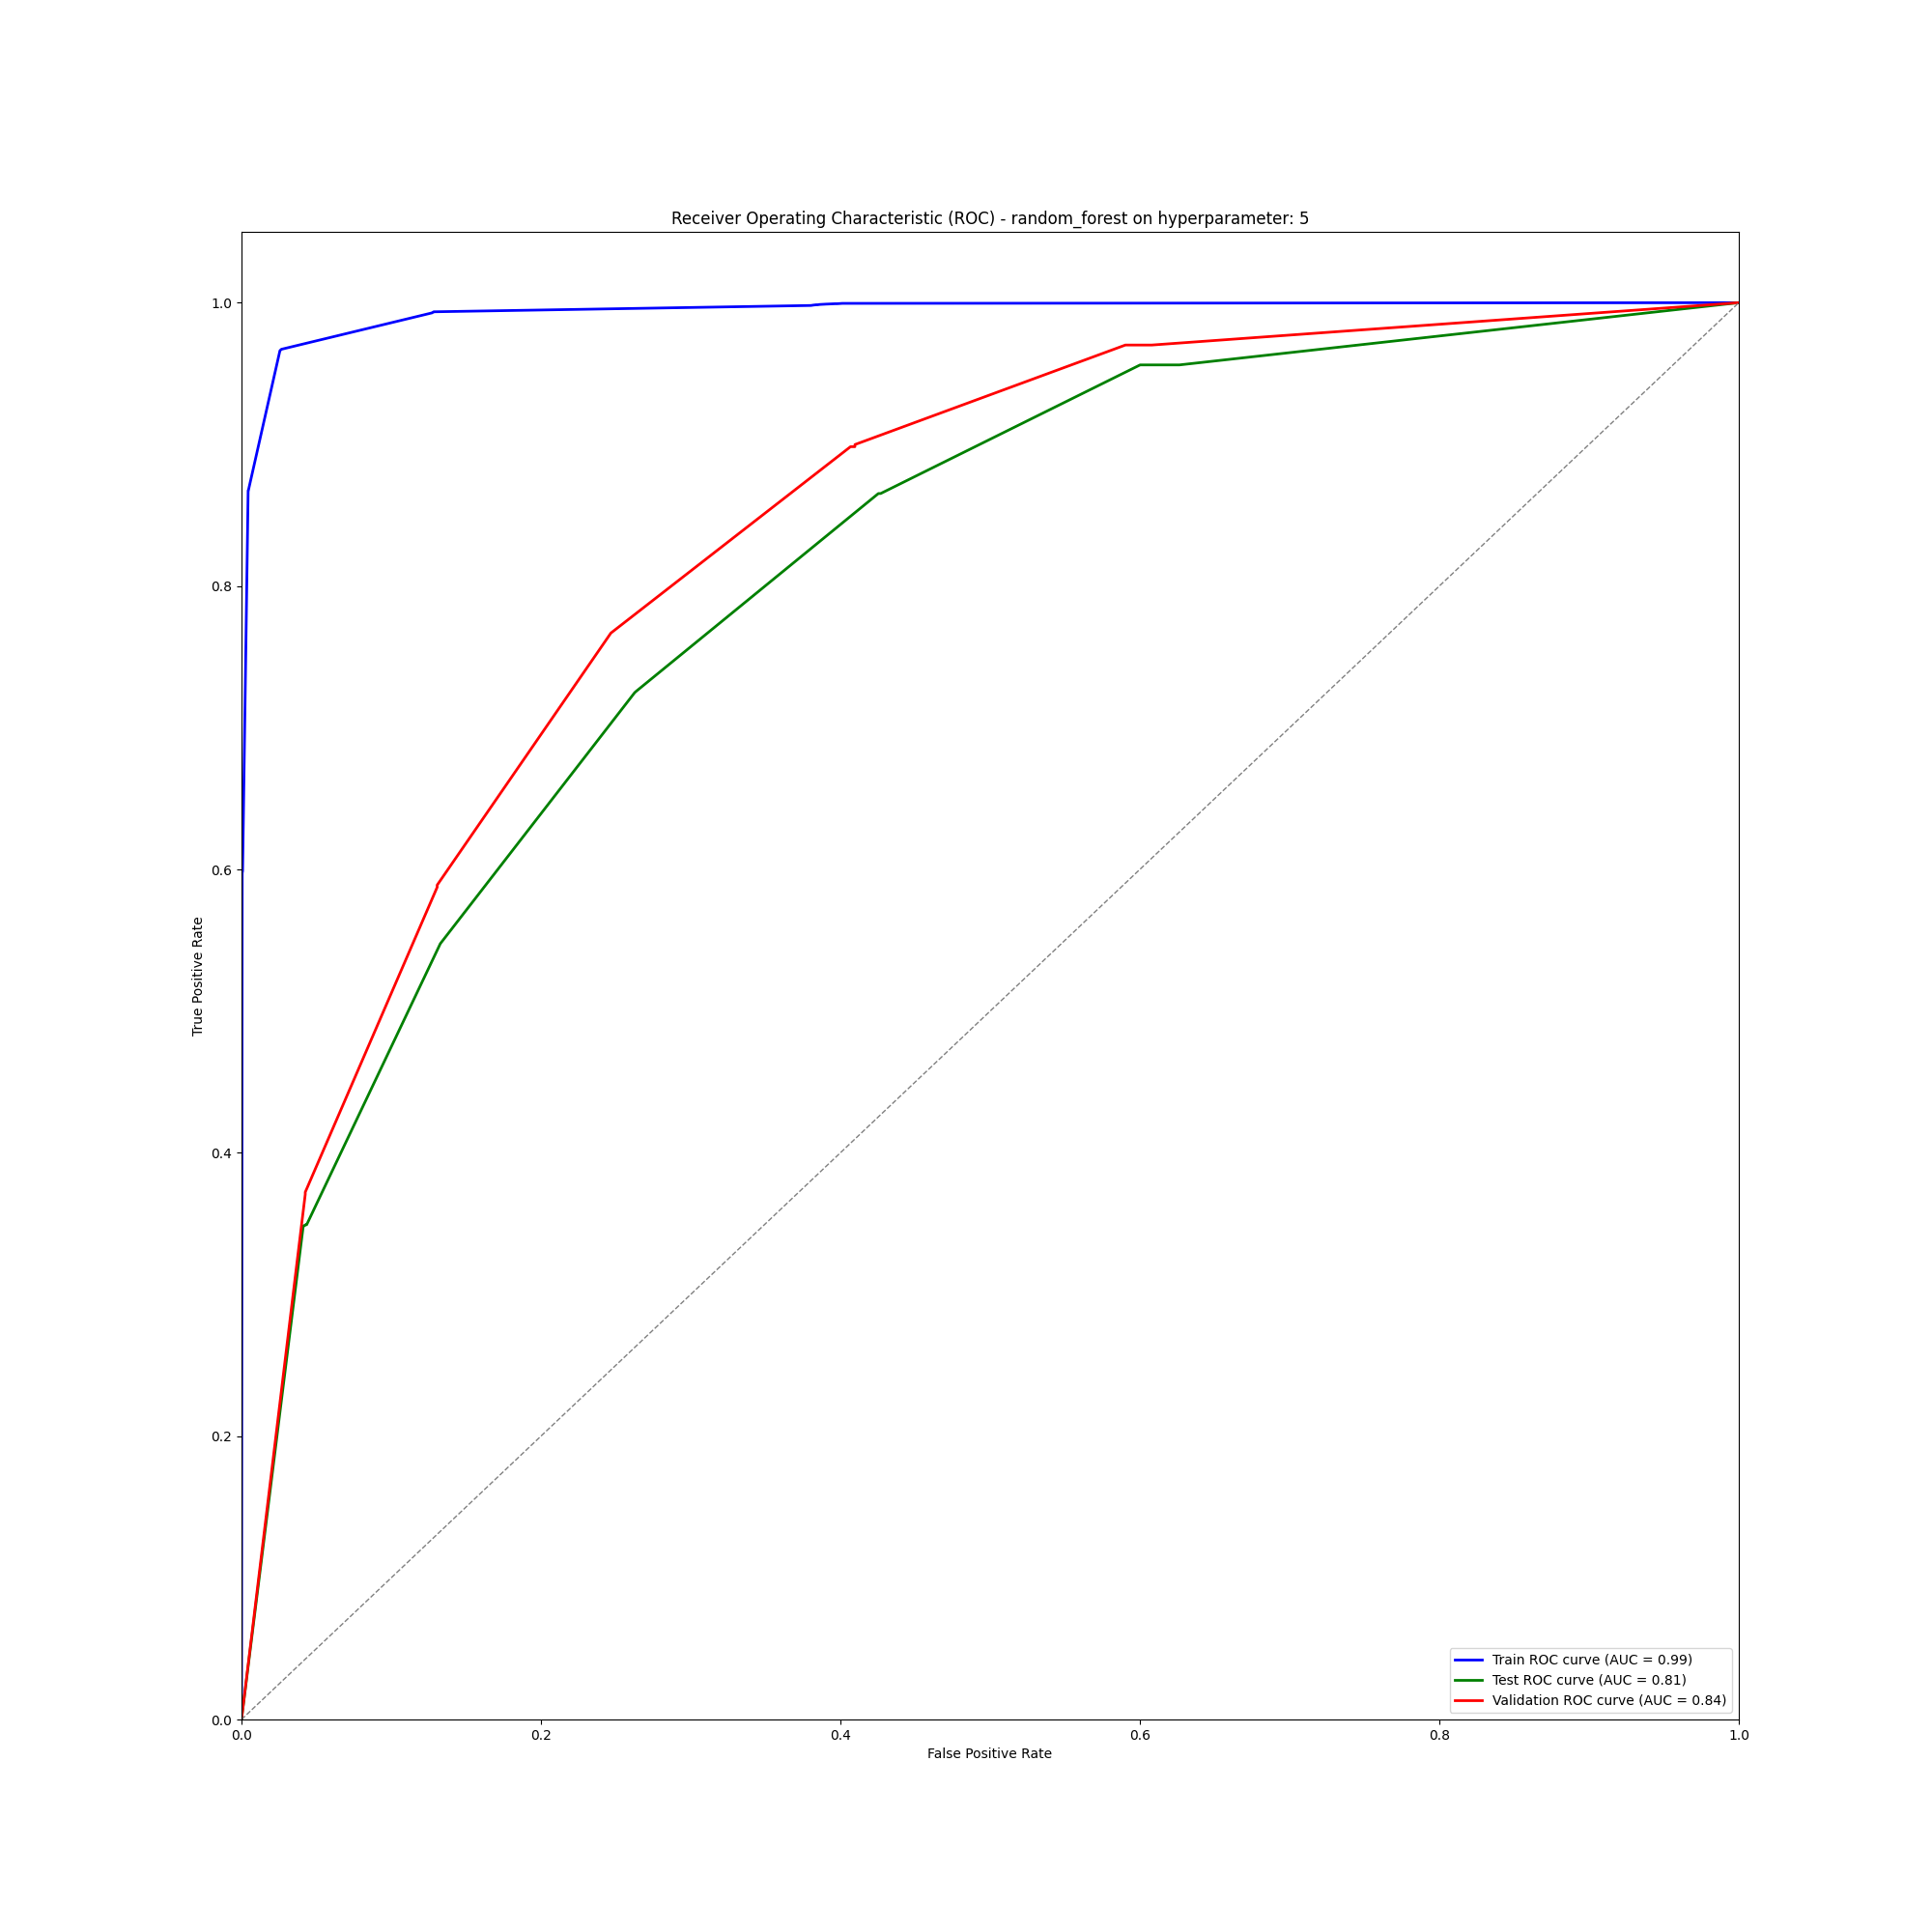 Receiver Operating Characteristic (ROC) - random_forest on hyperparameter: 5
1.0
0.8
0.6
0.4
0.2
0.0
True Positive Rate
0.0 0.2 0.4 0.6 0.8 1.0
False Positive Rate
Train ROC curve (AUC = 0.99)
Test ROC curve (AUC = 0.81)
Validation ROC curve (AUC = 0.84)